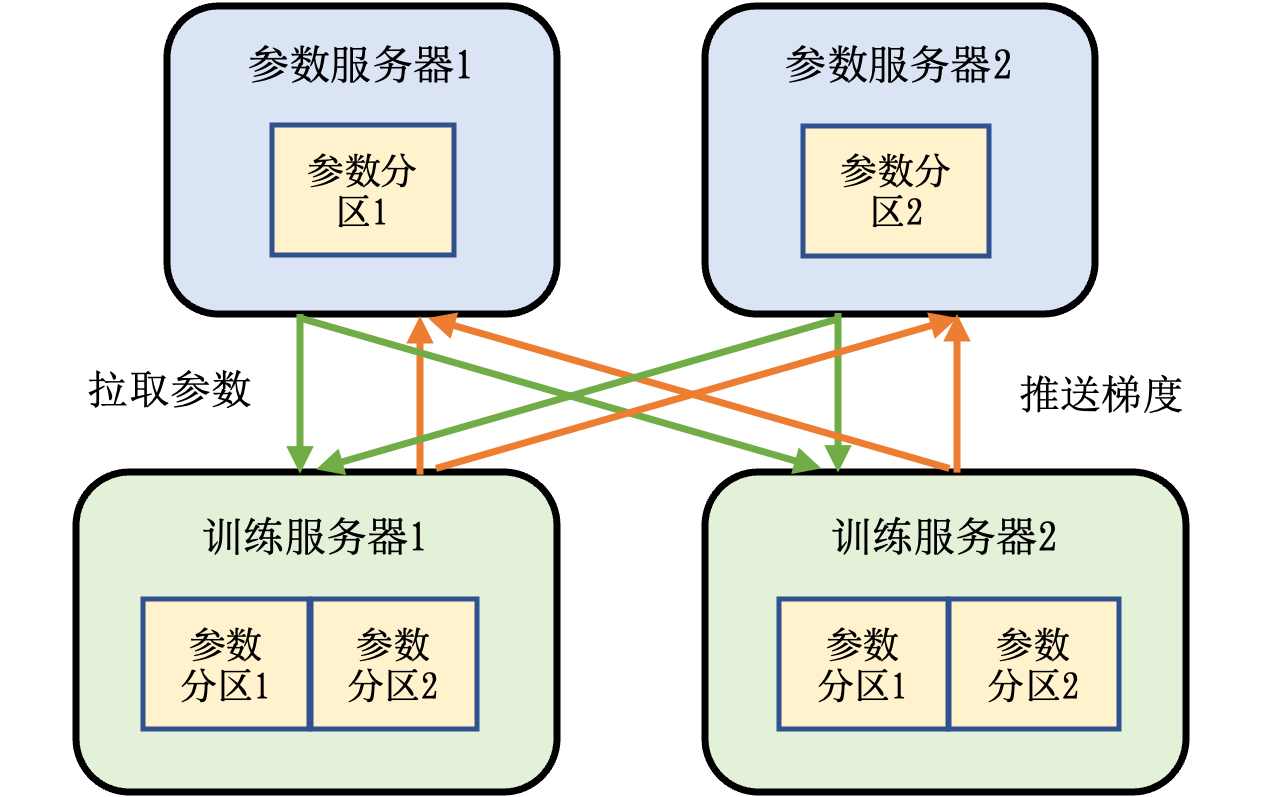 参数服务器1
参数服务器2
参数分
区1
参数分
区2
拉取参数
推送梯度
训练服务器1
训练服务器2
参数
分区1
参数
分区2
参数
分区1
参数
分区2